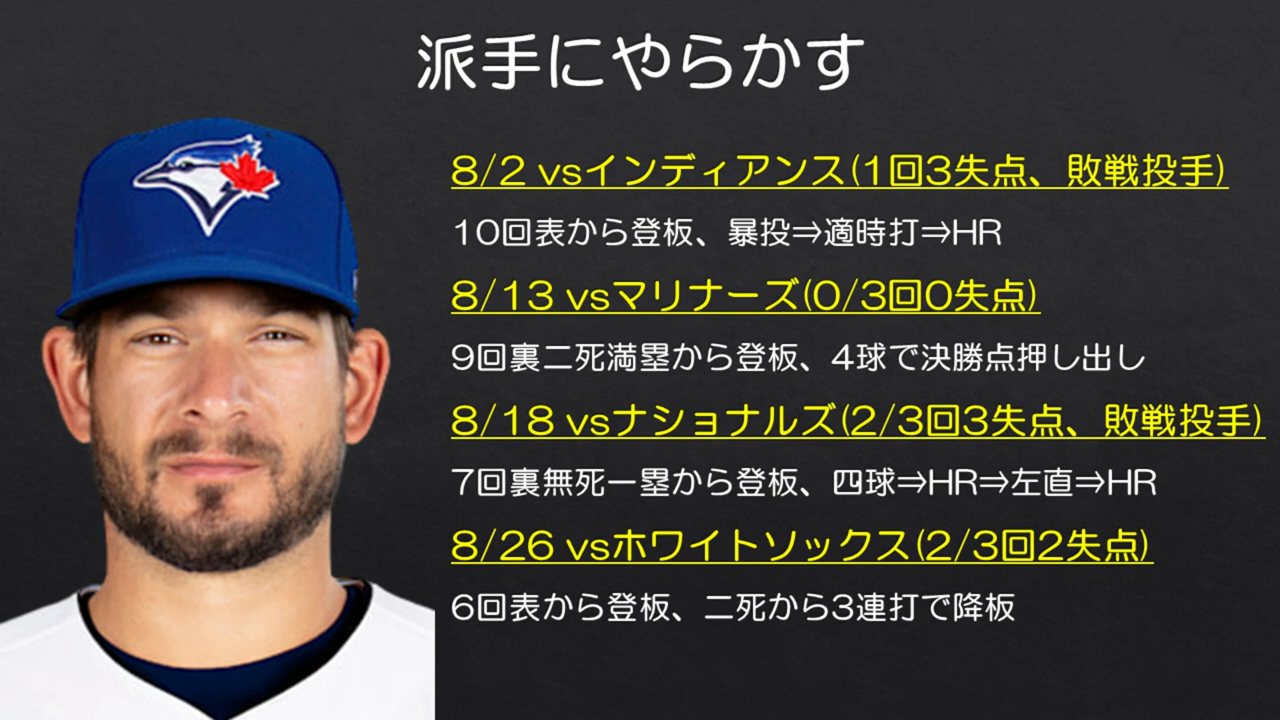 派手にやらかす
8/2 vsインディアンス(1回3失点、敗戦投手)
10回表から登板、暴投⇒適時打⇒HR
8/13 vsマリナーズ(0/3回0失点)
9回裏二死満塁から登板、4球で決勝点押し出し
8/18 vsナショナルズ(2/3回3失点、敗戦投手)
7回裏無死一塁から登板、四球⇒HR⇒左直⇒HR
8/26 vsホワイトソックス(2/3回2失点)
6回表から登板、二死から3連打で降板